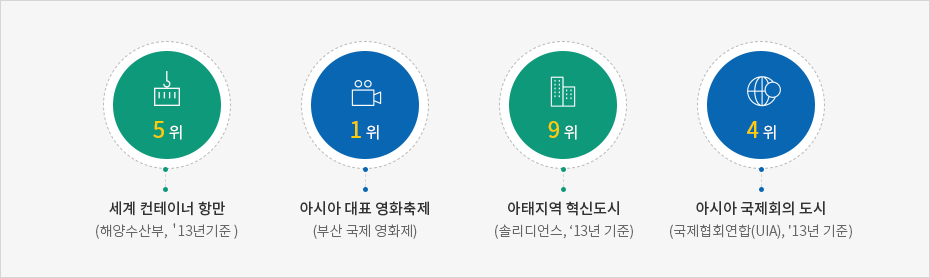 5 위
1 위
9 위
4 위
세계 컨테이너 항만
(해양수산부, '13년기준 )
아시아 대표 영화축제
(부산 국제 영화제)
아태지역 혁신도시
(솔리디언스, ‘13년 기준)
아시아 국제회의 도시
(국제협회연합(UIA), '13년 기준)